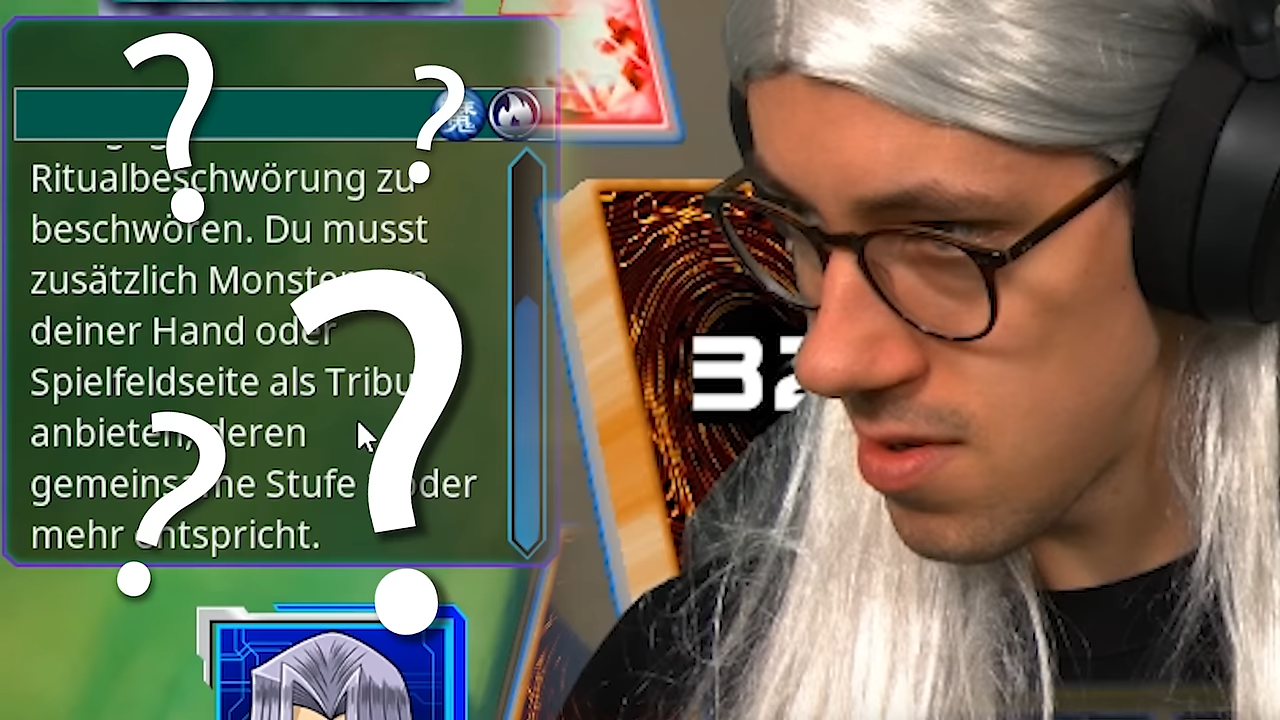 Ritualbeschwörung zu
beschwören. Du musst
zusätzlich Monster
deiner Hand oder
Spielfeldseite als Tribu
anbieten, deren
gemeinsame Stufe oder
mehr entspricht.
?
?
?
?
3